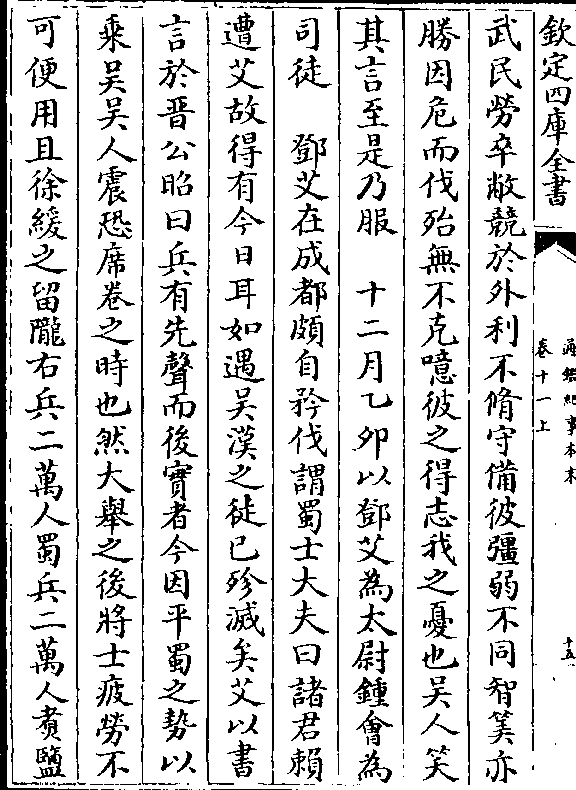 欽定四庫全書
通鑑紀事本末
卷十一上
十五
武民勞卒敝競於外利不脩守備彼彊弱不同智筭亦
勝因危而伐殆無不克噫彼之得志我之憂也吳人笑
其言至是乃服　十二月乙卯以鄧艾為太尉鍾會為
司徒　鄧艾在成都頗自矜伐謂蜀士大夫曰諸君賴
遭艾故得有今日耳如遇吳漢之徒已殄滅矣艾以書
言於晉公昭曰兵有先聲而後實者今因平蜀之勢以
乘吳吳人震恐席卷之時也然大舉之後將士疲勞不
可便用且徐緩之留隴右兵二萬人蜀兵二萬人煮鹽